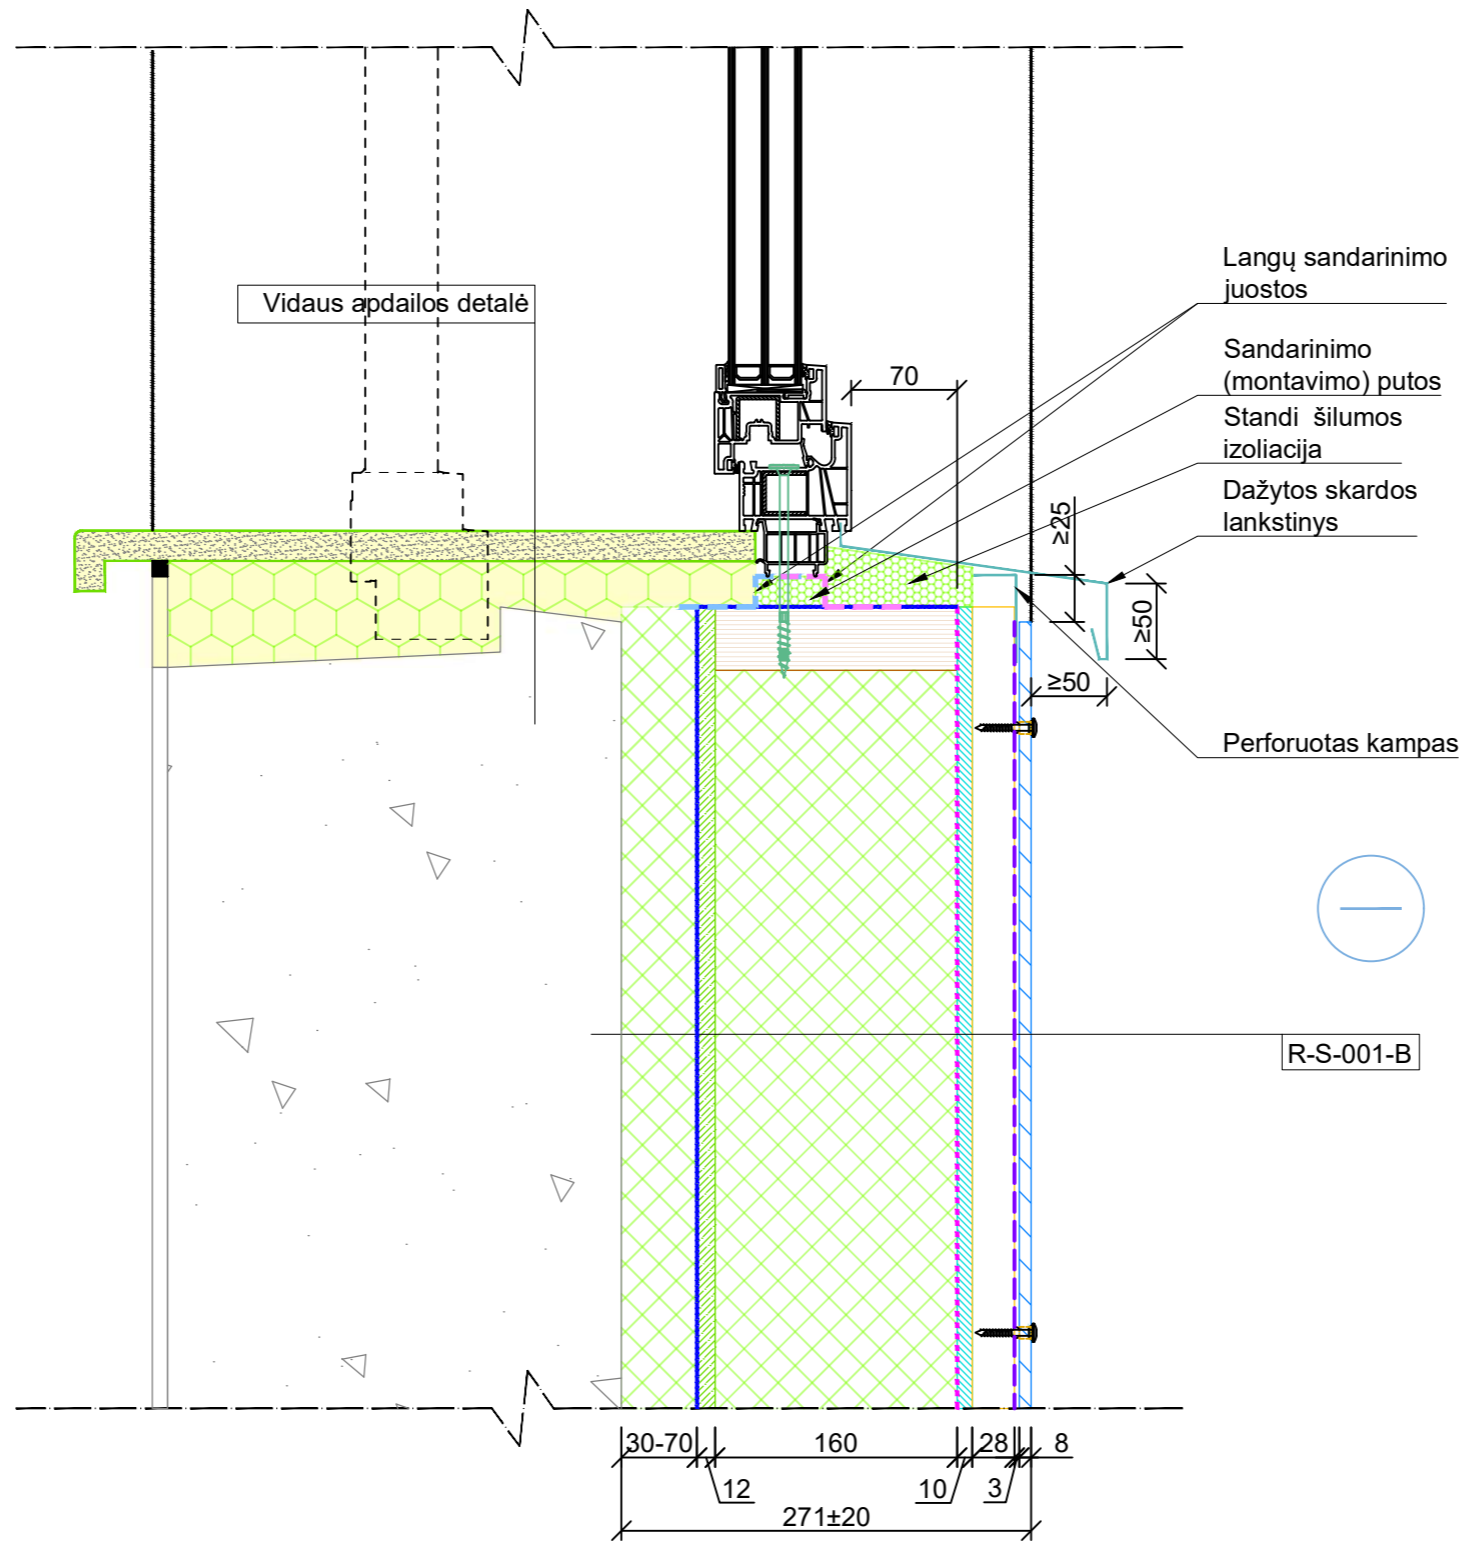 Langų sandarinimo
juostos
Vidaus apdailos detalė
Sandarinimo
(montavimo) putos
70
Standi šilumos
izoliacija
Dažytos skardos
lankstinys
≥25
≥50
≥50
Perforuotas kampas
R-S-001-B
30-70
160
28
8
12
10
3
271±20